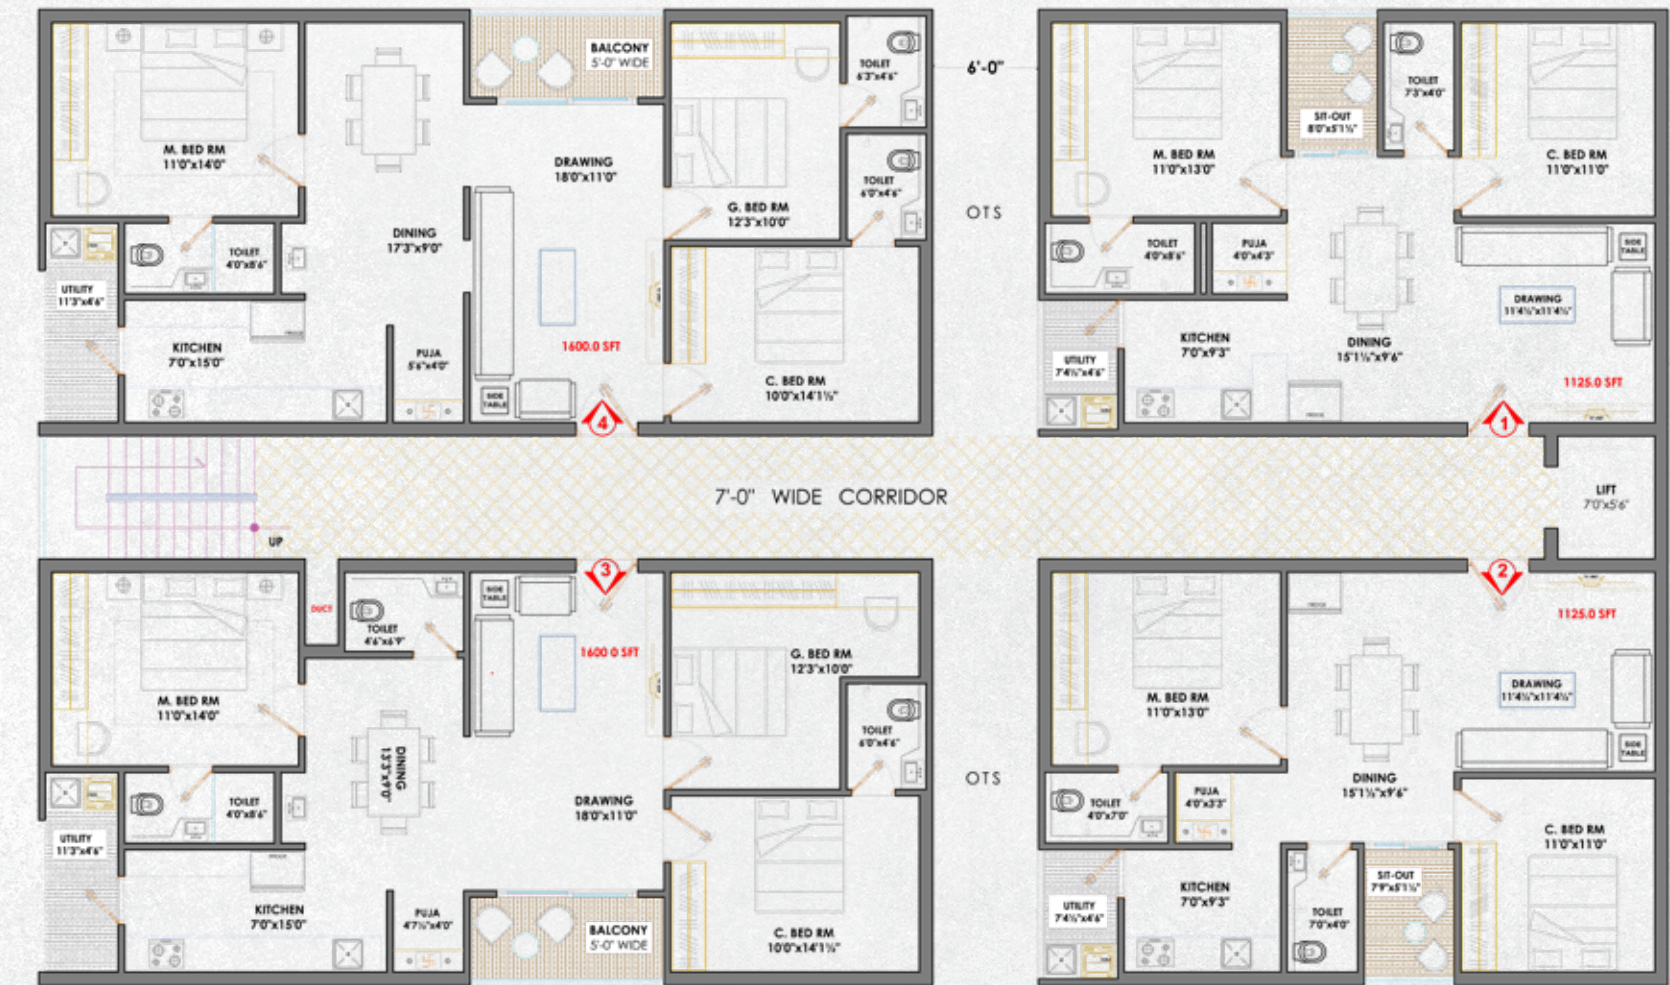 BALCONY
5'-0" WIDE
TOILET
6'3"x4'6"
M. BED RM
11'0"x14'0"
DRAWING
18'0"x11'0"
TOILET
6'0"x4'6"
G. BED RM
12'3"x10'0"
DINING
17'3"x9'0"
TOILET
4'0"x8'6"
UTILITY
11'3"x4'6"
KITCHEN
7'0"x15'0"
PUJA
5'6"x4'0"
1600.0 SFT
SIDE
TABLE
C. BED RM
10'0"x14'1½"
4
6'-0"
OTS
SIT-OUT
8'0"x5'1½"
TOILET
7'3"x4'0"
M. BED RM
11'0"x13'0"
C. BED RM
11'0"x11'0"
TOILET
4'0"x8'6"
PUJA
4'0"x4'3"
SIDE
TABLE
DRAWING
11'4½"x11'4½"
KITCHEN
7'0"x9'3"
DINING
15'1½"x9'6"
UTILITY
7'4½"x4'6"
1125.0 SFT
1
7'-0" WIDE CORRIDOR
LIFT
7'0"x5'6"
UP
3
DUCT
TOILET
4'6"x6'9"
SIDE
TABLE
1600 0 SFT
G. BED RM
12'3"x10'0"
M. BED RM
11'0"x14'0"
DINING
13'3"x9'0"
TOILET
6'0"x4'6"
TOILET
4'0"x8'6"
DRAWING
18'0"x11'0"
UTILITY
11'3"x4'6"
KITCHEN
7'0"x15'0"
PUJA
4'7½"x4'0"
BALCONY
5'-0" WIDE
C. BED RM
10'0"x14'1½"
OTS
2
1125.0 SFT
M. BED RM
11'0"x13'0"
DRAWING
11'4½"x11'4½"
SIDE
TABLE
DINING
15'1½"x9'6"
TOILET
4'0"x7'0"
PUJA
4'0"x3'3"
C. BED RM
11'0"x11'0"
SIT-OUT
7'9"x5'1½"
KITCHEN
7'0"x9'3"
UTILITY
7'4½"x4'6"
TOILET
7'0"x4'0"